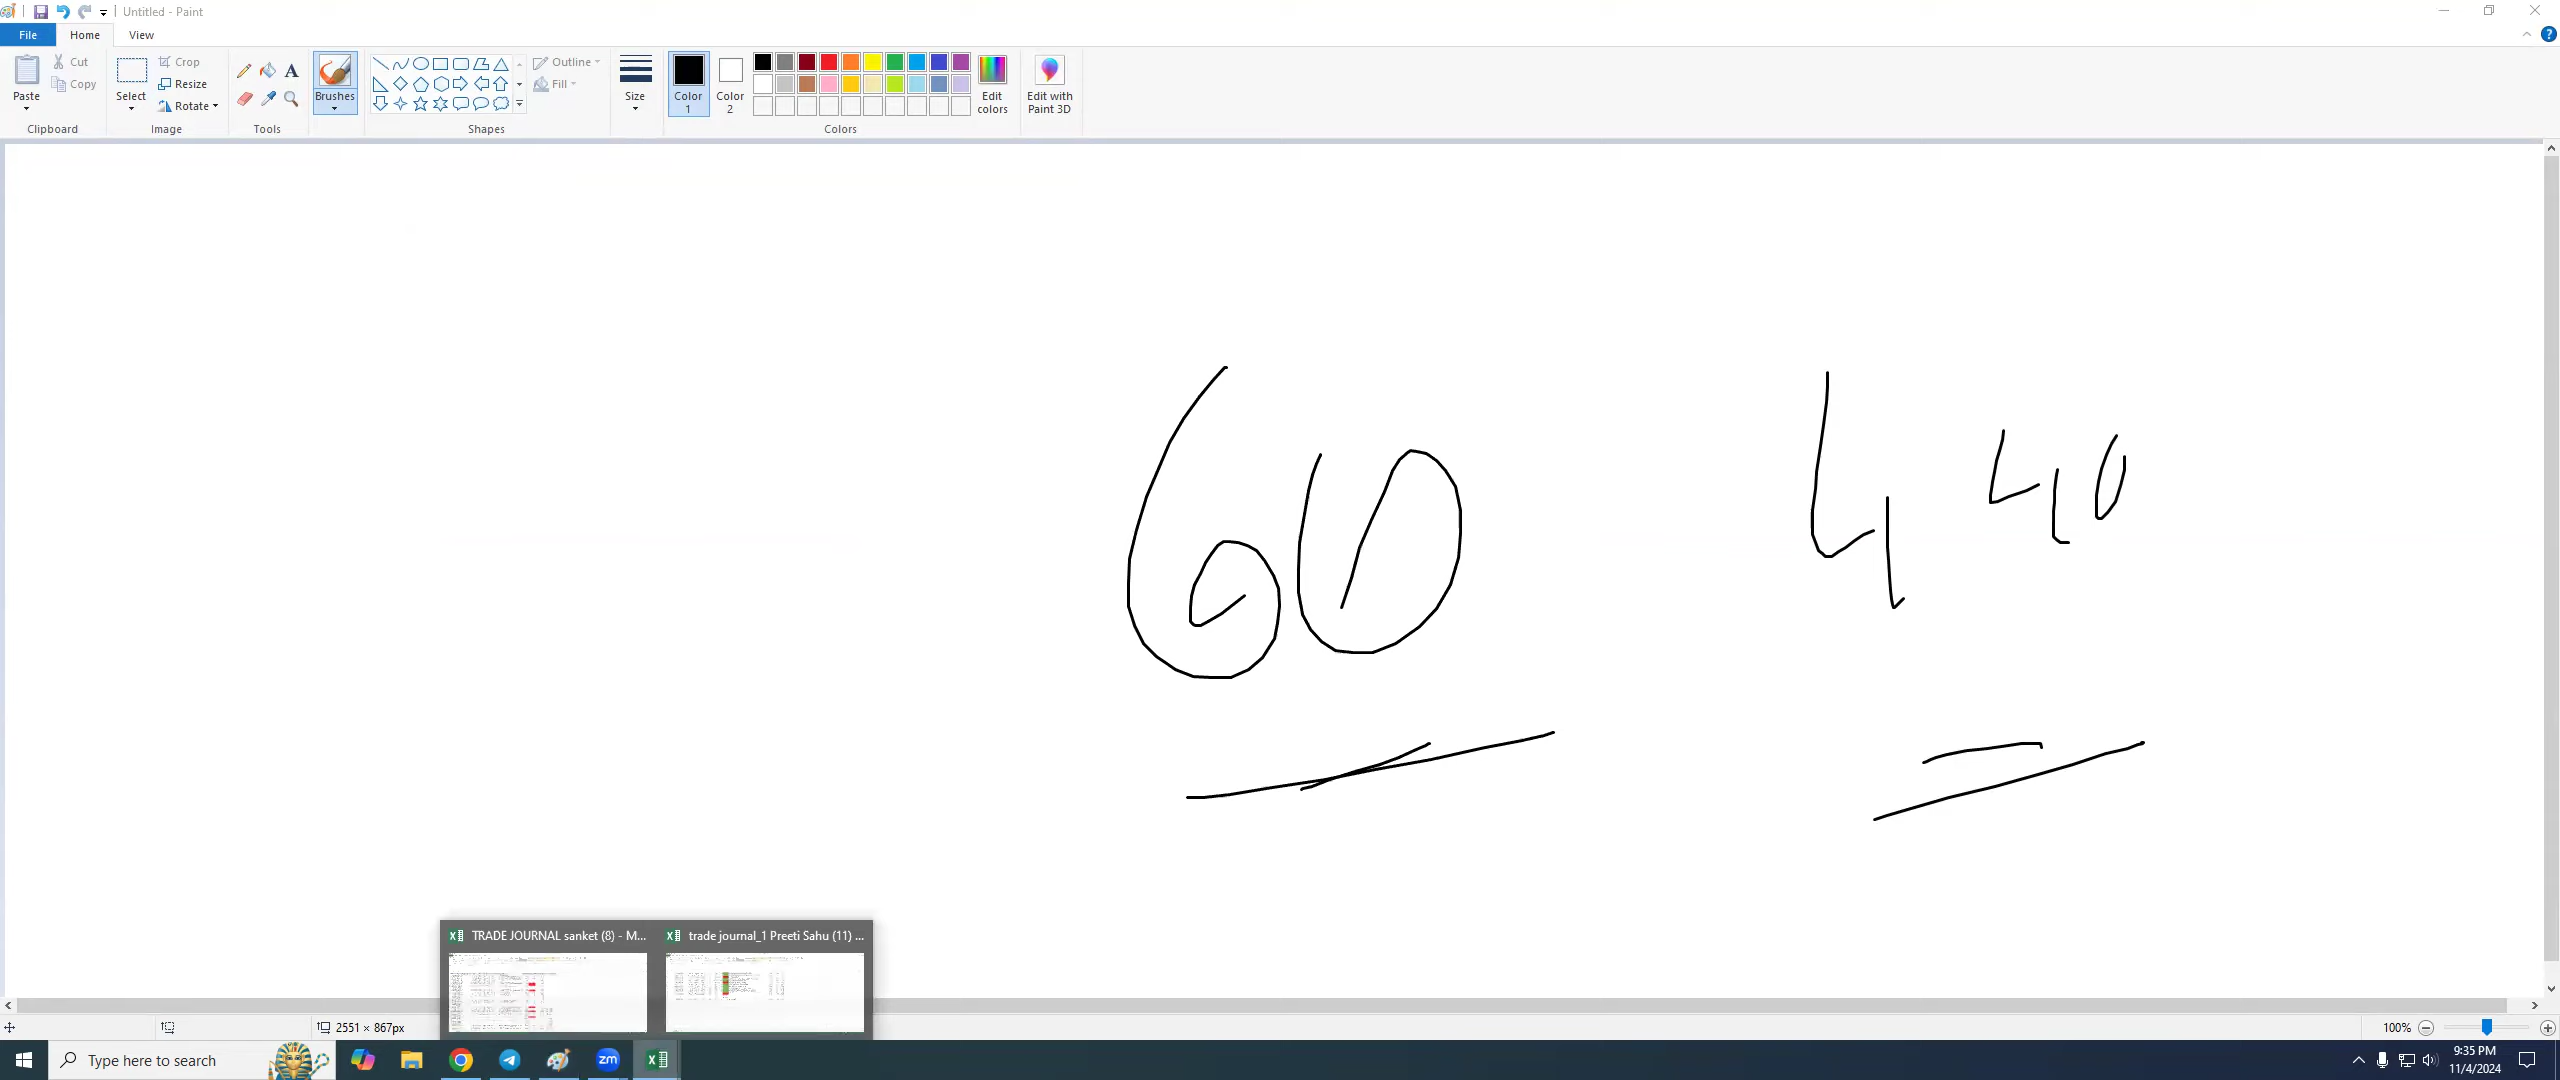 Untitled - Paint
File Home View
Paste
Cut
Copy
Clipboard
Select
Crop
Resize
Rotate
Image
A
Tools
Brushes
Outline
Fill
Shapes
Size
Color 1
Color 2
Edit colors
Colors
Edit with Paint 3D
60 4 40
TRADE JOURNAL sanket (8) - M... trade journal_1 Preeti Sahu (11) ...
2551 × 867px 100%
Type here to search zm 9:35 PM
11/4/2024